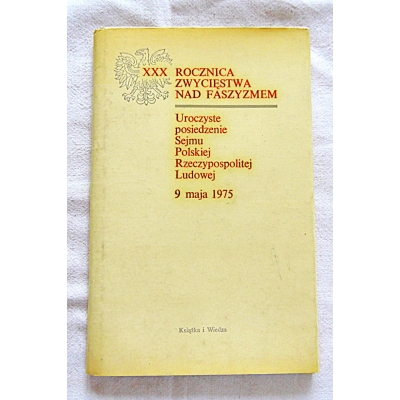 XXX ROCZNICA
ZWYCIĘSTWA
NAD FASZYZMEM
Uroczyste
posiedzenie
Sejmu
Polskiej
Rzeczypospolitej
Ludowej
9 maja 1975
Książka i Wiedza